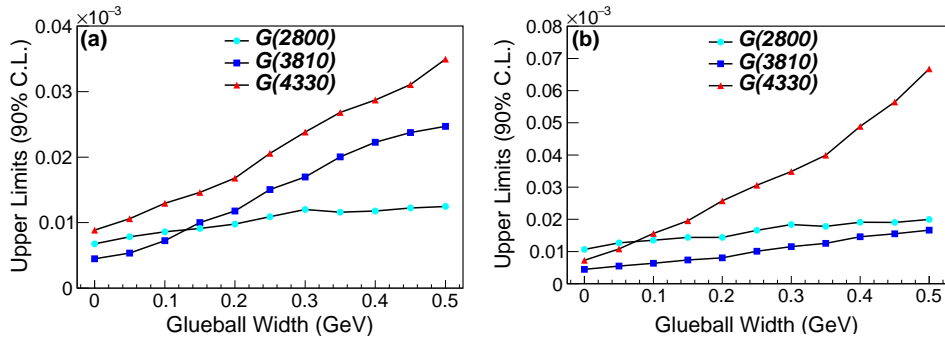 ×10⁻³
0.04
0.03
0.02
0.01
0
Upper Limits (90% C.L.)
(a)
G(2800)
G(3810)
G(4330)
0 0.1 0.2 0.3 0.4 0.5
Glueball Width (GeV)
×10⁻³
0.08
0.07
0.06
0.05
0.04
0.03
0.02
0.01
0
Upper Limits (90% C.L.)
(b)
G(2800)
G(3810)
G(4330)
0 0.1 0.2 0.3 0.4 0.5
Glueball Width (GeV)